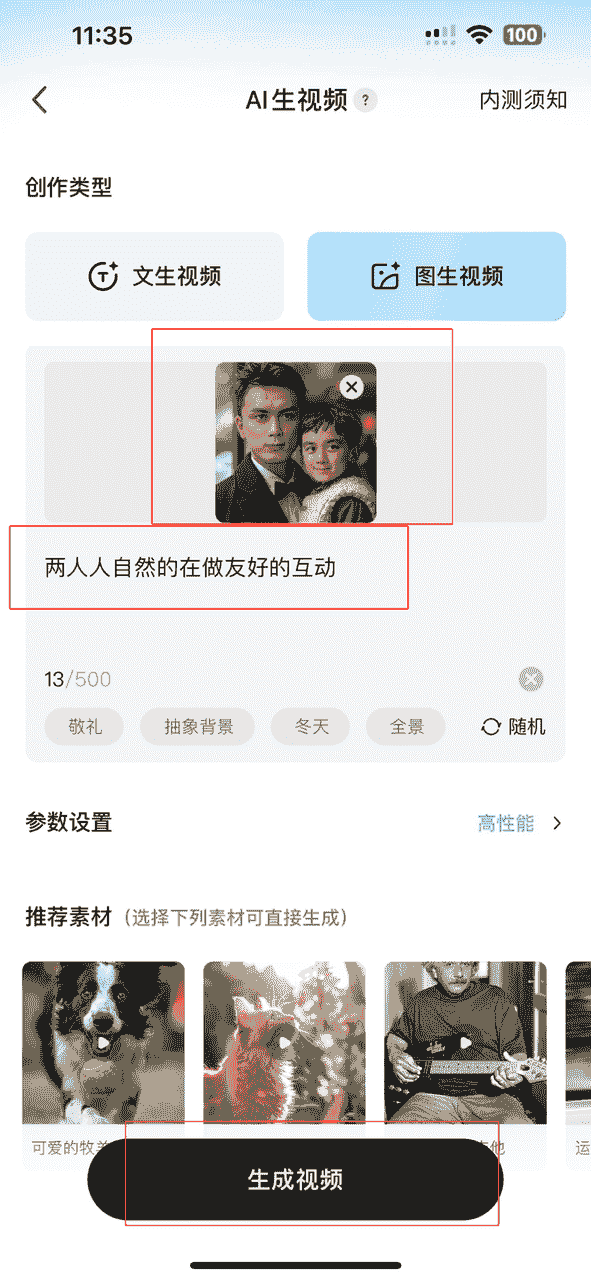 11:35
100
AI生视频 ?
内测须知
创作类型
文生视频
图生视频
两人人自然的在做友好的互动
13/500
敬礼
抽象背景
冬天
全景
随机
参数设置
高性能
推荐素材（选择下列素材可直接生成）
可爱的牧羊
他
运
生成视频